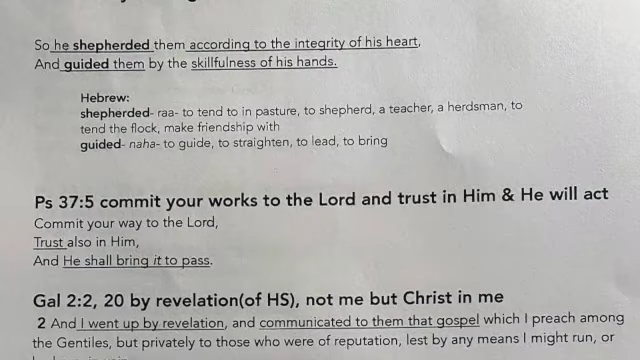 So he shepherded them according to the integrity of his heart,
And guided them by the skillfulness of his hands.
Hebrew:
shepherded- raa- to tend to in pasture, to shepherd, a teacher, a herdsman, to
tend the flock, make friendship with
guided- naha- to guide, to straighten, to lead, to bring
Ps 37:5 commit your works to the Lord and trust in Him & He will act
Commit your way to the Lord,
Trust also in Him,
And He shall bring it to pass.
Gal 2:2, 20 by revelation(of HS), not me but Christ in me
2 And I went up by revelation, and communicated to them that gospel which I preach among
the Gentiles, but privately to those who were of reputation, lest by any means I might run, or